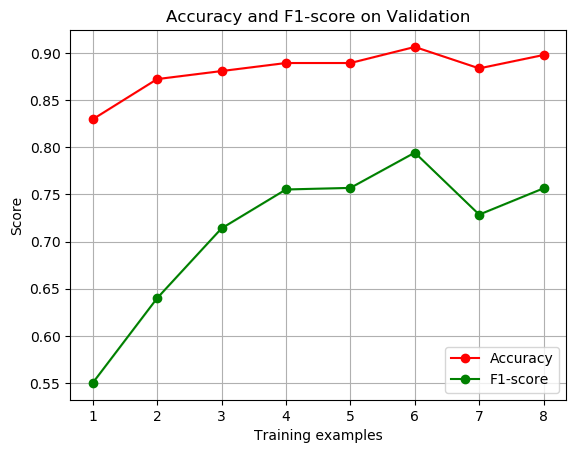 Accuracy and F1-score on Validation
Score
0.90
0.85
0.80
0.75
0.70
0.65
0.60
0.55
1 2 3 4 5 6 7 8
Training examples
Accuracy
F1-score